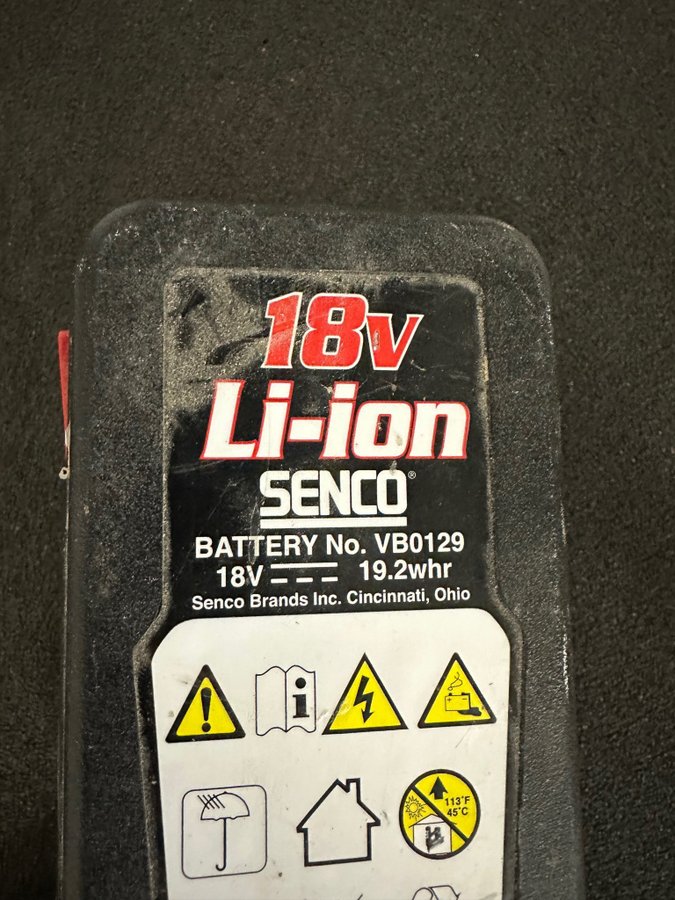 18V
Li-ion
SENCO®
BATTERY No. VB0129
18V 19.2whr
Senco Brands Inc. Cincinnati, Ohio
!
i
113°F
45°C